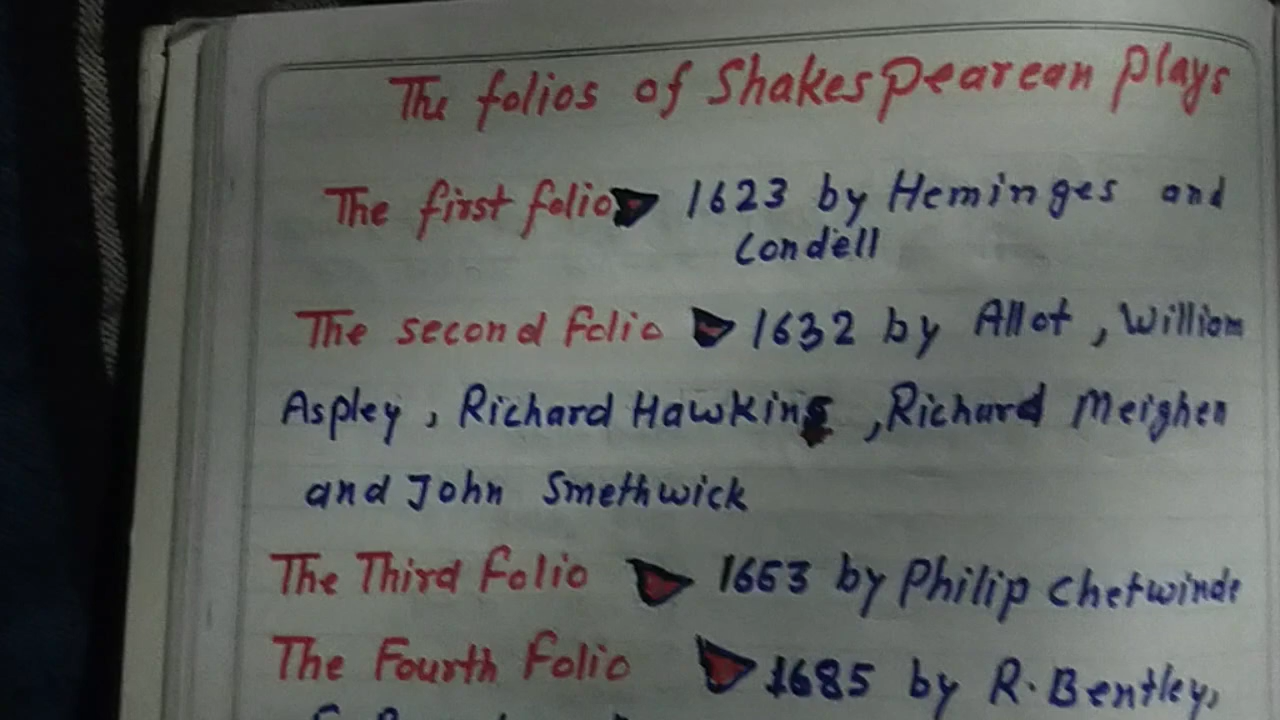 The folios of Shakespearean plays
The first folio 1623 by Heminges and
Condell
The second folio 1632 by Allot, William
Aspley, Richard Hawkins, Richard Meighen
and John Smethwick
The Third Folio 1663 by Philip Chetwinde
The Fourth Folio 1685 by R. Bentley,